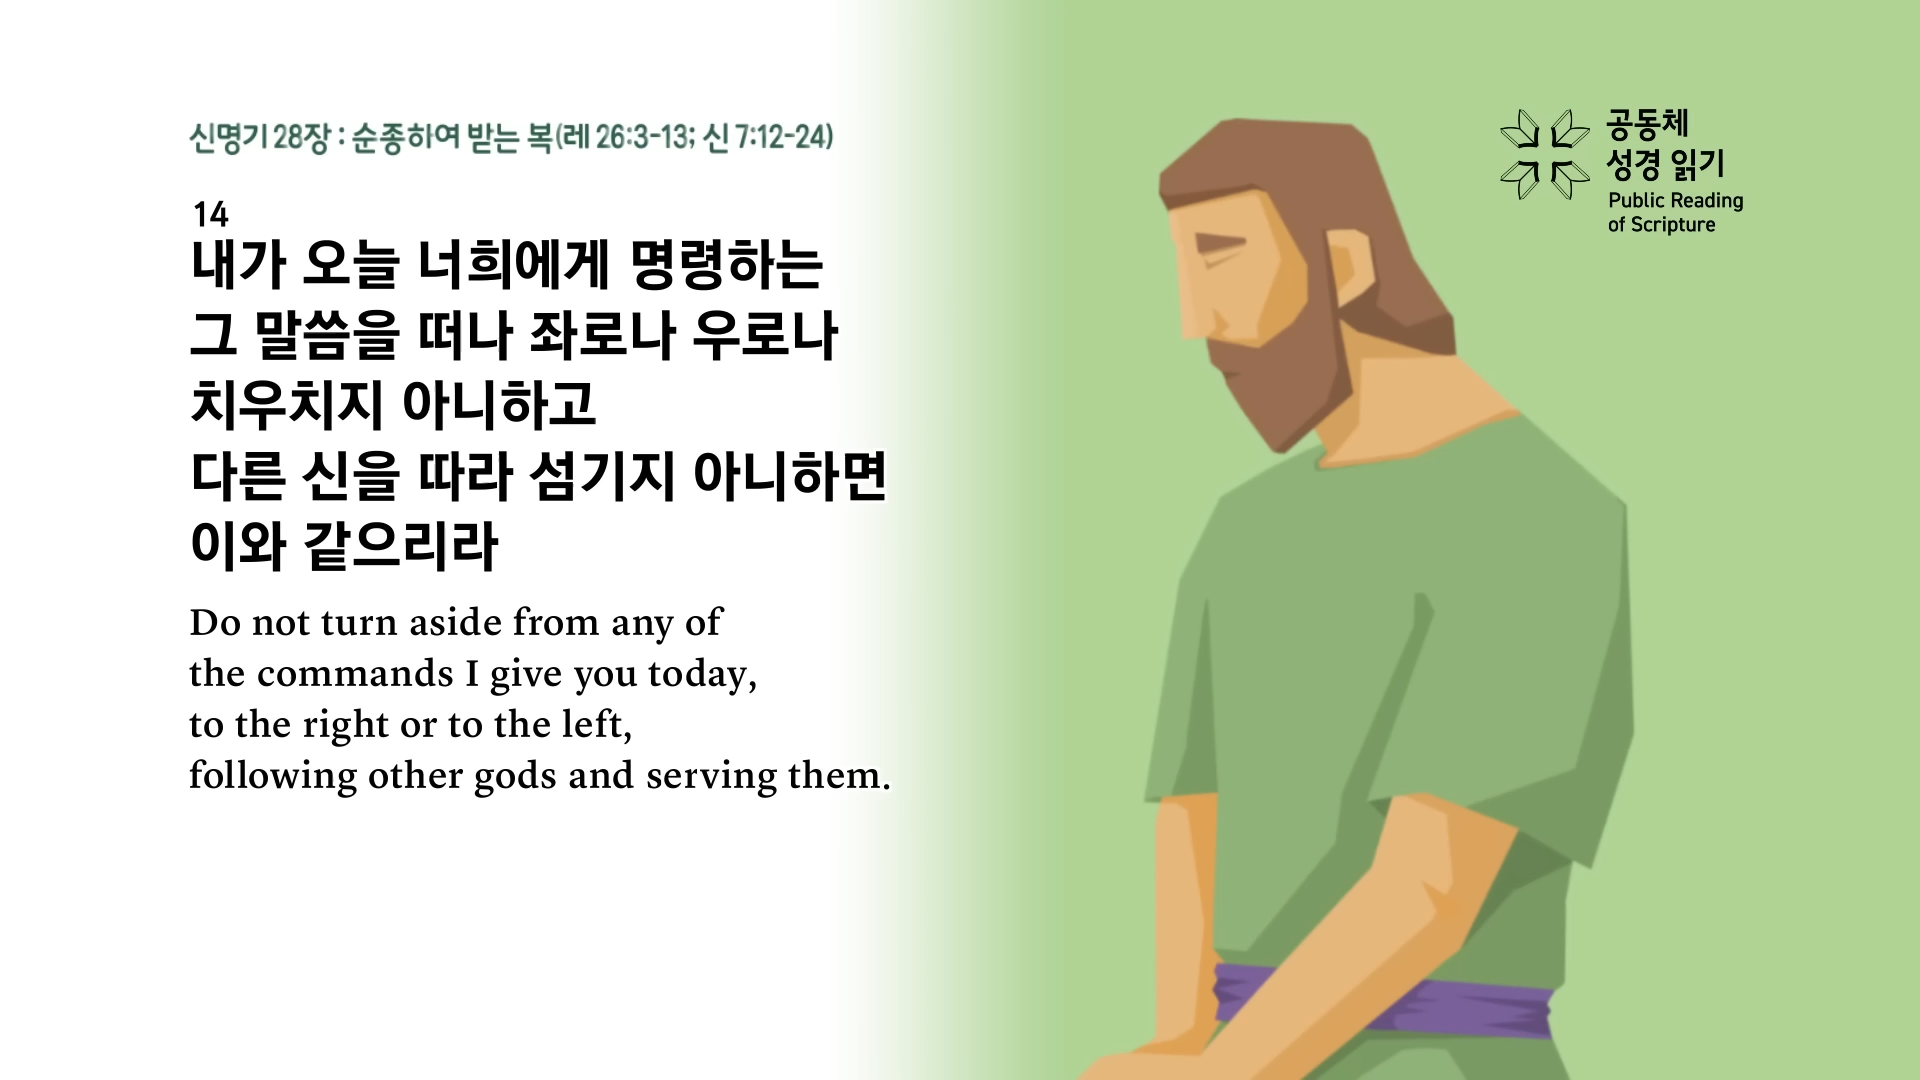 신명기 28장 : 순종하여 받는 복(레 26:3-13; 신 7:12-24)
14
내가 오늘 너희에게 명령하는
그 말씀을 떠나 좌로나 우로나
치우치지 아니하고
다른 신을 따라 섬기지 아니하면
이와 같으리라
Do not turn aside from any of
the commands I give you today,
to the right or to the left,
following other gods and serving them.
공동체
성경 읽기
Public Reading
of Scripture